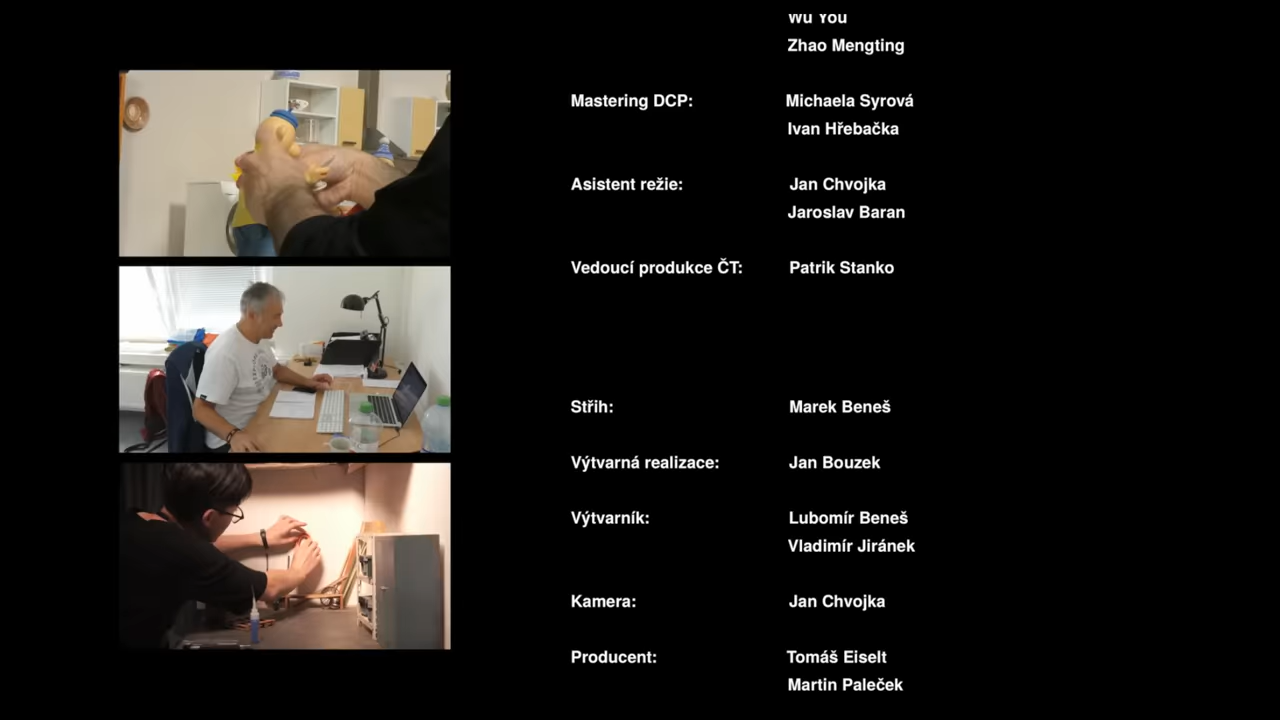 Wu You
Zhao Mengting
Mastering DCP: Michaela Syrová
Ivan Hřebačka
Asistent režie: Jan Chvojka
Jaroslav Baran
Vedoucí produkce ČT: Patrik Stanko
Střih: Marek Beneš
Výtvarná realizace: Jan Bouzek
Výtvarník: Lubomír Beneš
Vladimír Jiránek
Kamera: Jan Chvojka
Producent: Tomáš Eiselt
Martin Paleček